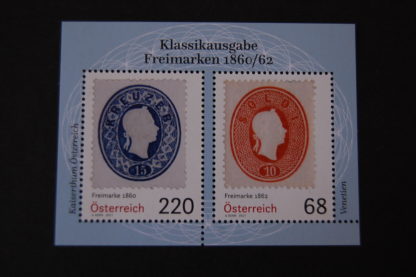 Klassikausgabe
Freimarken 1860/62
Kaiserthum Österreich
KREUZER
15
Freimarke 1860
Österreich 220
SOLDI
10
Freimarke 1862
Österreich 68
Venetien